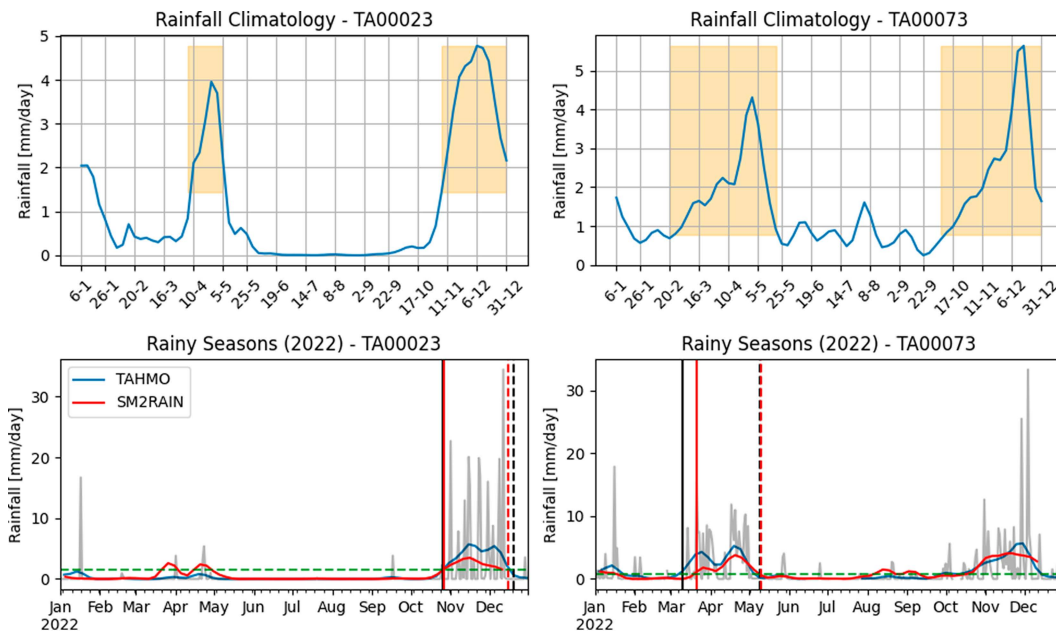 Rainfall Climatology - TA00023
Rainfall [mm/day]
5
4
3
2
1
0
6-1 26-1 20-2 16-3 10-4 5-5 25-5 19-6 14-7 8-8 2-9 22-9 17-10 11-11 6-12 31-12
Rainfall Climatology - TA00073
Rainfall [mm/day]
5
4
3
2
1
0
6-1 26-1 20-2 16-3 10-4 5-5 25-5 19-6 14-7 8-8 2-9 22-9 17-10 11-11 6-12 31-12
Rainy Seasons (2022) - TA00023
TAHMO
SM2RAIN
Rainfall [mm/day]
30
20
10
0
Jan Feb Mar Apr May Jun Jul Aug Sep Oct Nov Dec
2022
Rainy Seasons (2022) - TA00073
Rainfall [mm/day]
30
20
10
0
Jan Feb Mar Apr May Jun Jul Aug Sep Oct Nov Dec
2022